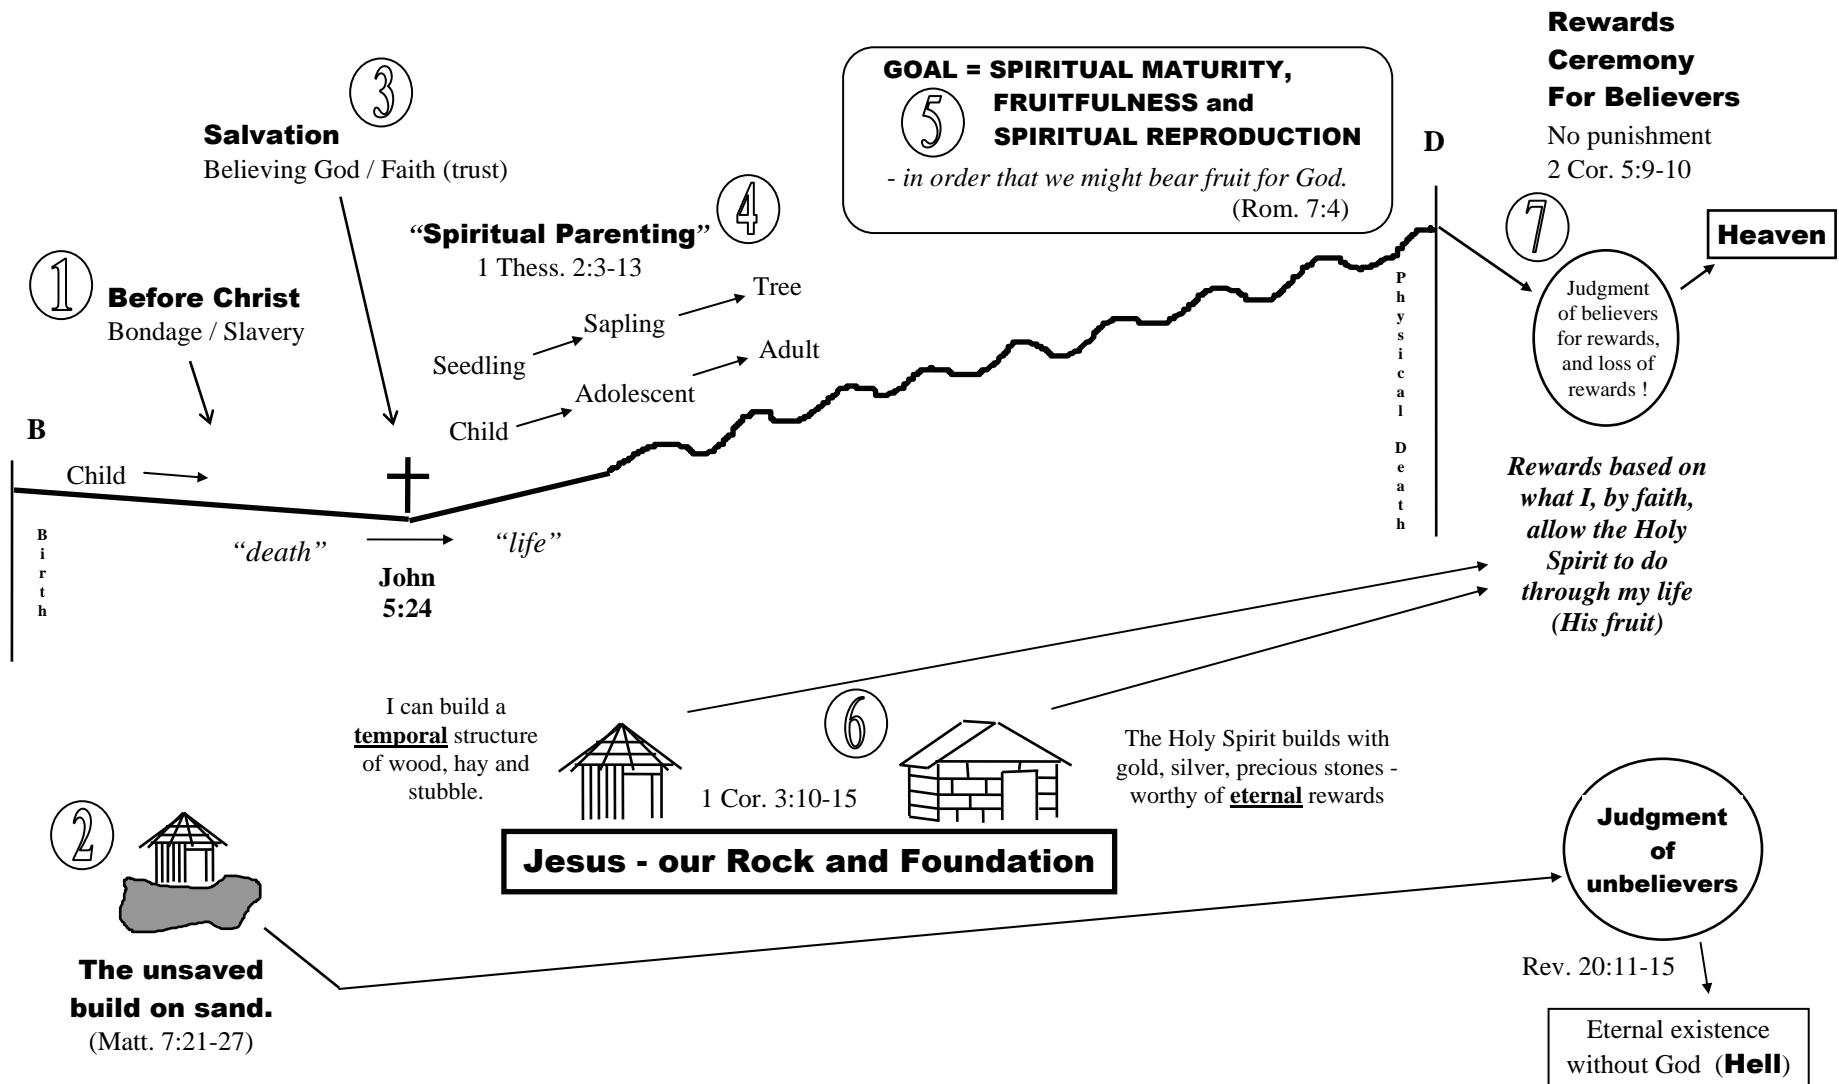 1
Before Christ
Bondage / Slavery
B
Child
Birth
3
Salvation
Believing God / Faith (trust)
"death"
"life"
John
5:24
4
“Spiritual Parenting”
1 Thess. 2:3-13
Seedling
Sapling
Tree
Child
Adolescent
Adult
GOAL = SPIRITUAL MATURITY,
5
FRUITFULNESS and
SPIRITUAL REPRODUCTION
- in order that we might bear fruit for God.
(Rom. 7:4)
D
Physical Death
Rewards
Ceremony
For Believers
No punishment
2 Cor. 5:9-10
7
Heaven
Judgment
of believers
for rewards,
and loss of
rewards !
Rewards based on
what I, by faith,
allow the Holy
Spirit to do
through my life
(His fruit)
I can build a
temporal structure
of wood, hay and
stubble.
6
1 Cor. 3:10-15
The Holy Spirit builds with
gold, silver, precious stones -
worthy of eternal rewards
Jesus - our Rock and Foundation
2
The unsaved
build on sand.
(Matt. 7:21-27)
Judgment
of
unbelievers
Rev. 20:11-15
Eternal existence
without God (Hell)